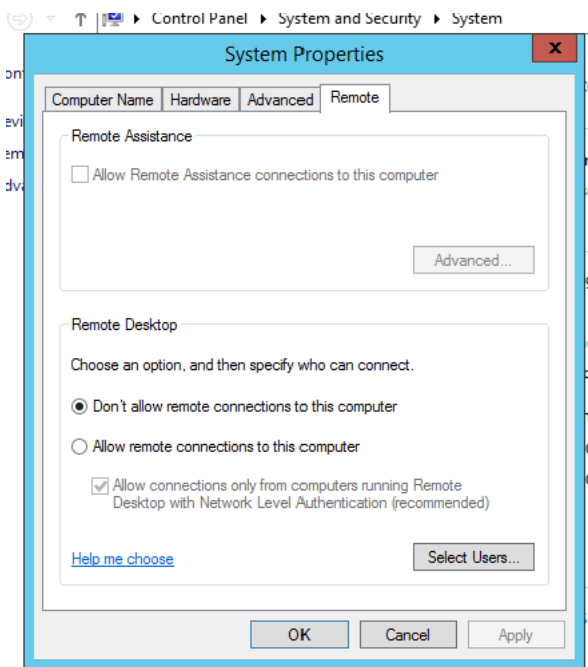 Control Panel ▸ System and Security ▸ System
System Properties
x
Computer Name Hardware Advanced Remote
Remote Assistance
Allow Remote Assistance connections to this computer
Advanced...
Remote Desktop
Choose an option, and then specify who can connect.
Don't allow remote connections to this computer
Allow remote connections to this computer
Allow connections only from computers running Remote
Desktop with Network Level Authentication (recommended)
Help me choose
Select Users...
OK Cancel Apply